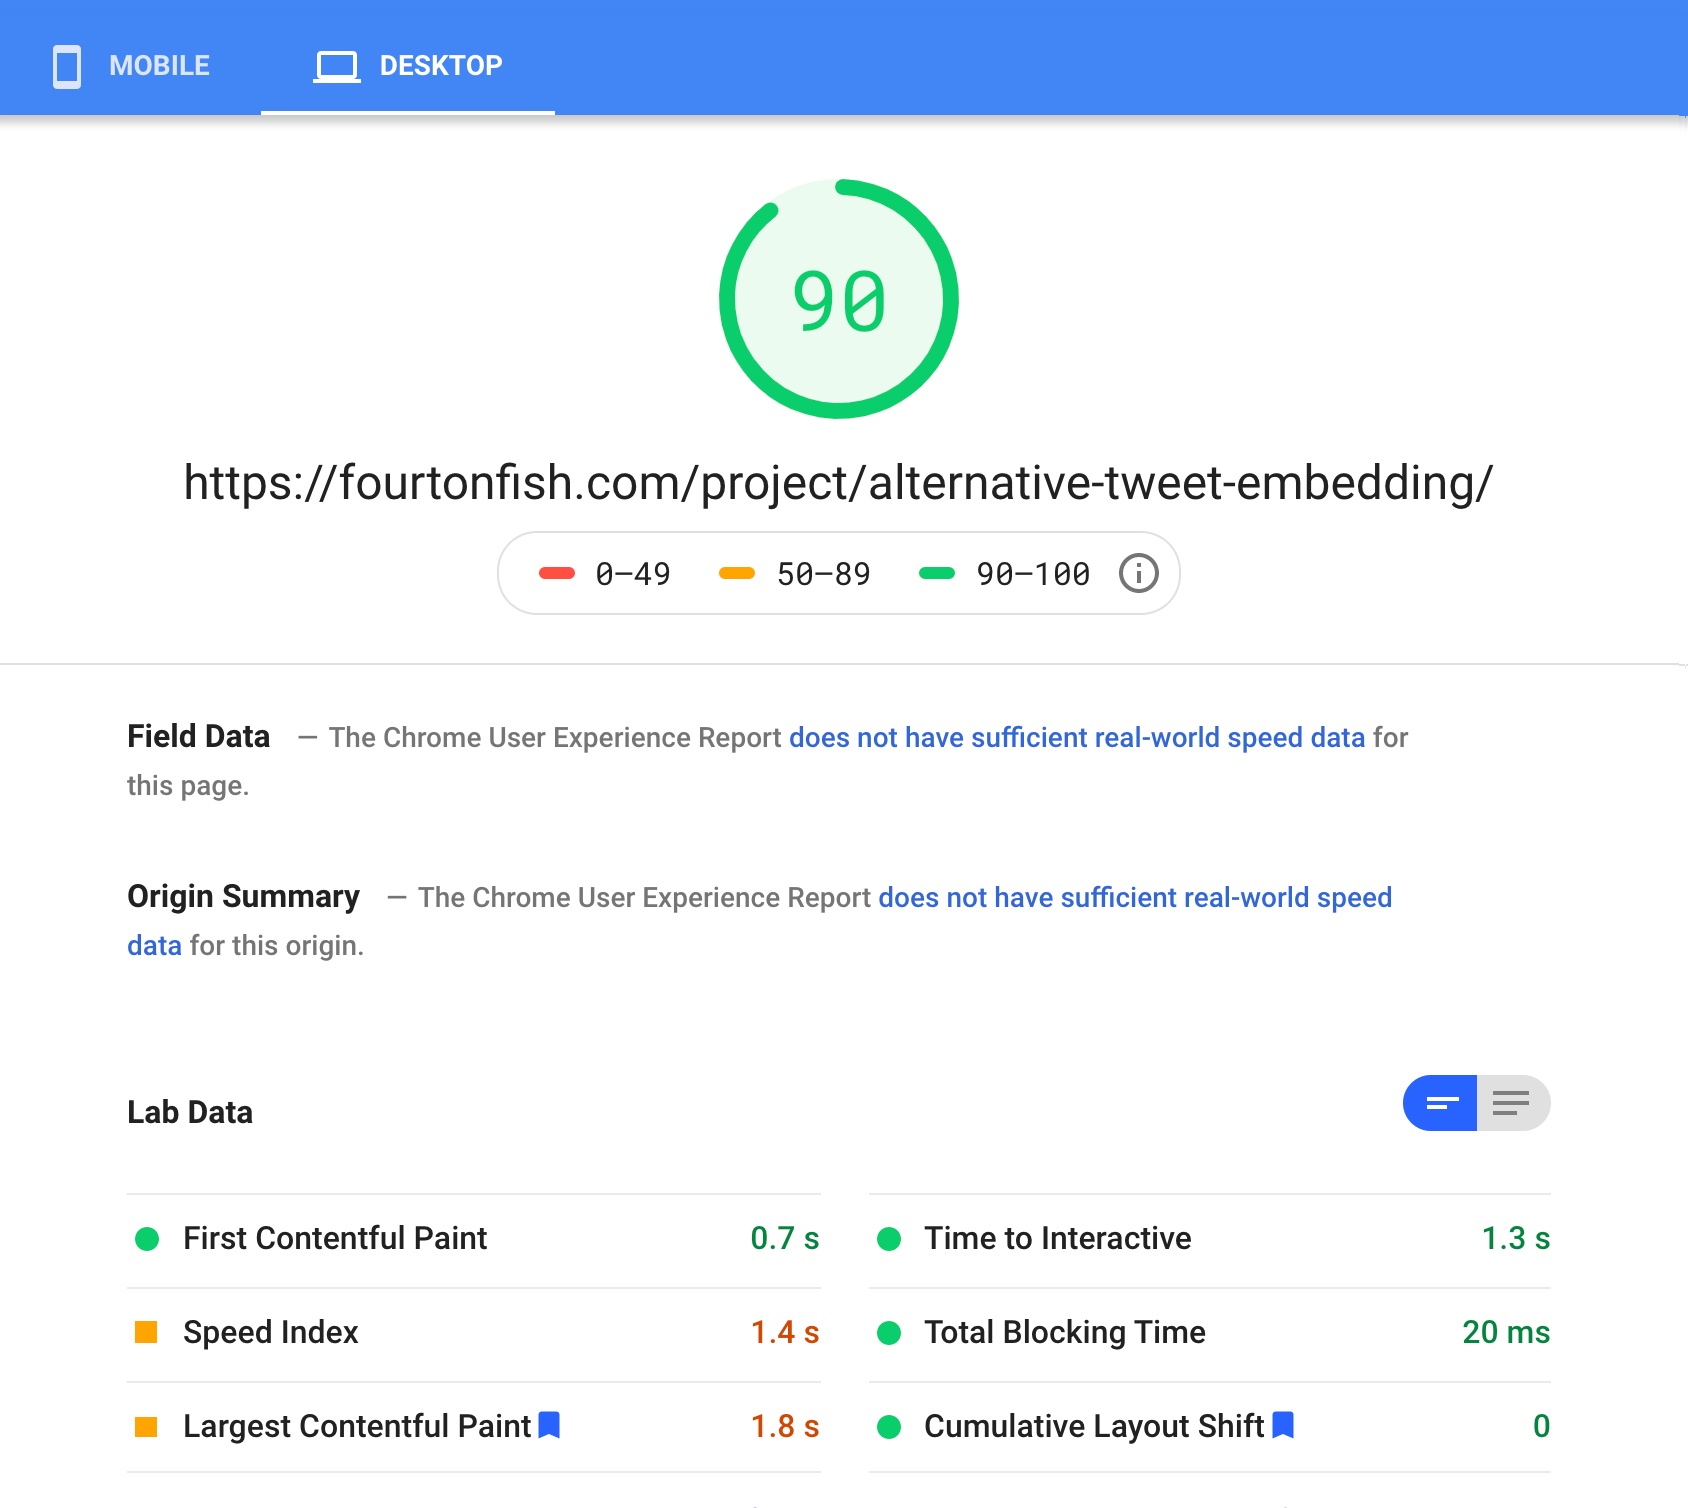 MOBILE DESKTOP
90
https://fourtonfish.com/project/alternative-tweet-embedding/
0–49 50–89 90–100
Field Data — The Chrome User Experience Report does not have sufficient real-world speed data for
this page.
Origin Summary — The Chrome User Experience Report does not have sufficient real-world speed
data for this origin.
Lab Data
First Contentful Paint 0.7 s
Time to Interactive 1.3 s
Speed Index 1.4 s
Total Blocking Time 20 ms
Largest Contentful Paint 1.8 s
Cumulative Layout Shift 0